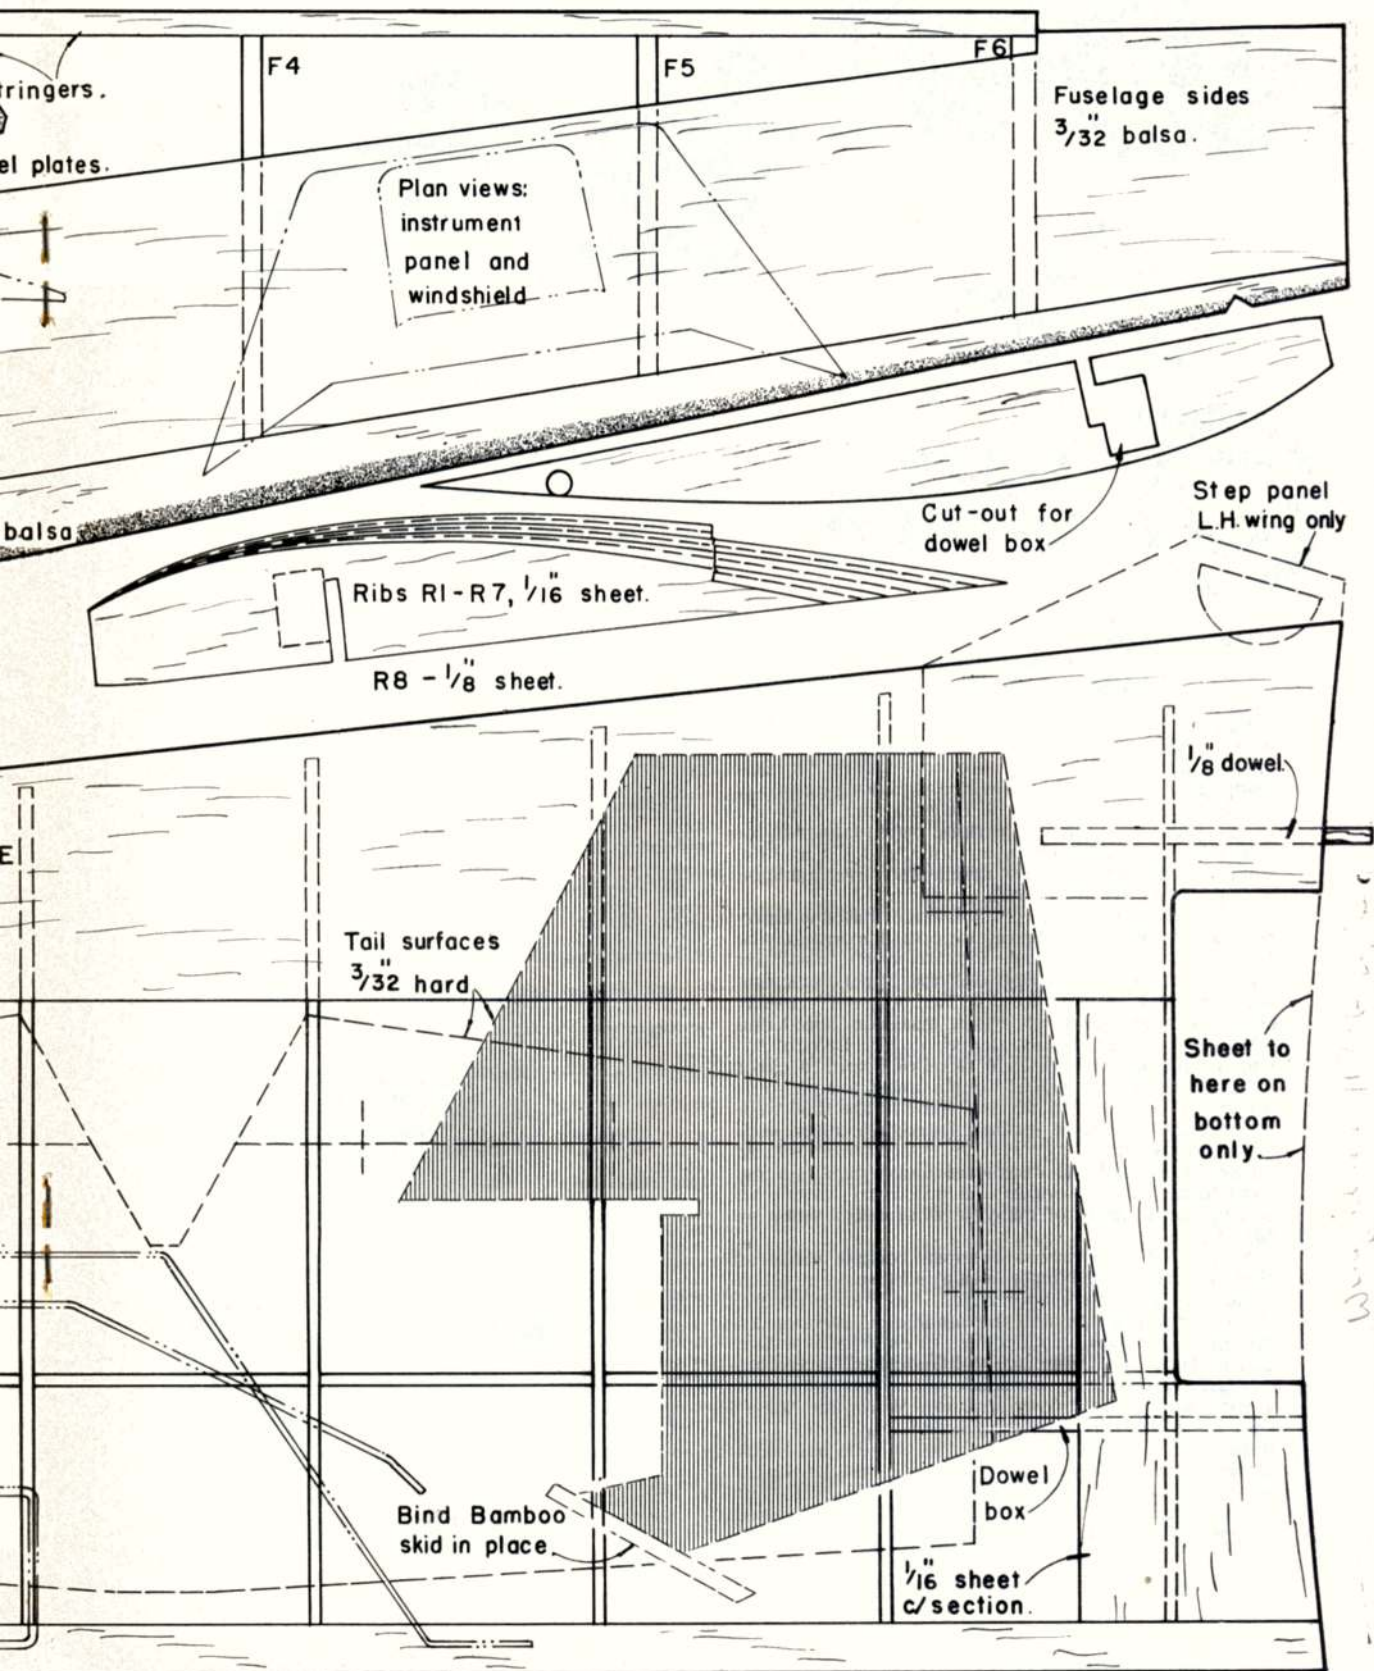 F4
F5
F6
tringers.
el plates.
Fuselage sides
3/32" balsa.
Plan views:
instrument
panel and
windshield
balsa
Cut-out for
dowel box
Step panel
L.H. wing only
Ribs R1-R7, 1/16" sheet.
R8 - 1/8" sheet.
1/8" dowel
E
Tail surfaces
3/32" hard
Sheet to
here on
bottom
only.
Dowel
box
Bind Bamboo
skid in place
1/16" sheet
c/section.
3